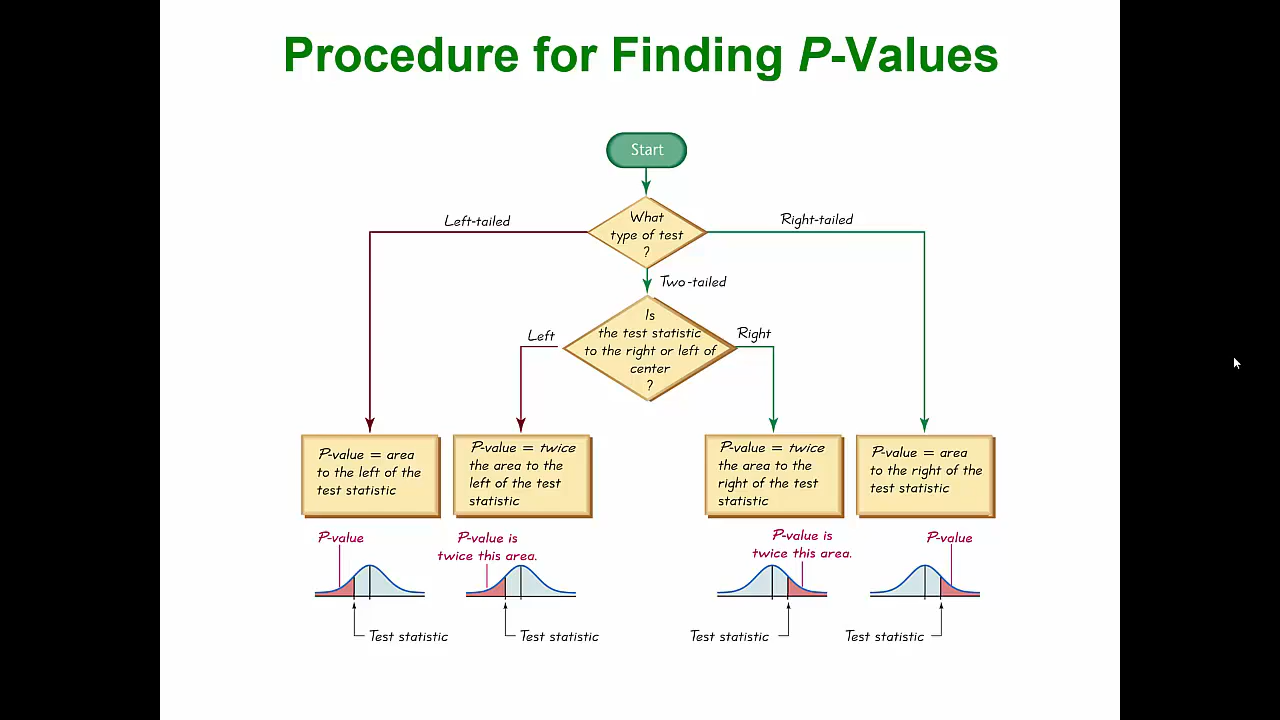 Procedure for Finding P-Values
Start
What
type of test
?
Left-tailed
Right-tailed
Two-tailed
Is
the test statistic
to the right or left of
center
?
Left
Right
P-value = area
to the left of the
test statistic
P-value = twice
the area to the
left of the test
statistic
P-value = twice
the area to the
right of the test
statistic
P-value = area
to the right of the
test statistic
P-value
P-value is
twice this area.
P-value is
twice this area.
P-value
Test statistic
Test statistic
Test statistic
Test statistic